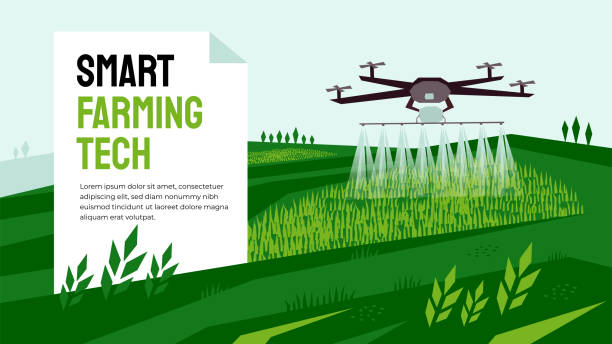 SMART
FARMING
TECH
Lorem ipsum dolor sit amet, consectetuer
adipiscing elit, sed diam nonummy nibh
euismod tincidunt ut laoreet dolore magna
aliquam erat volutpat.